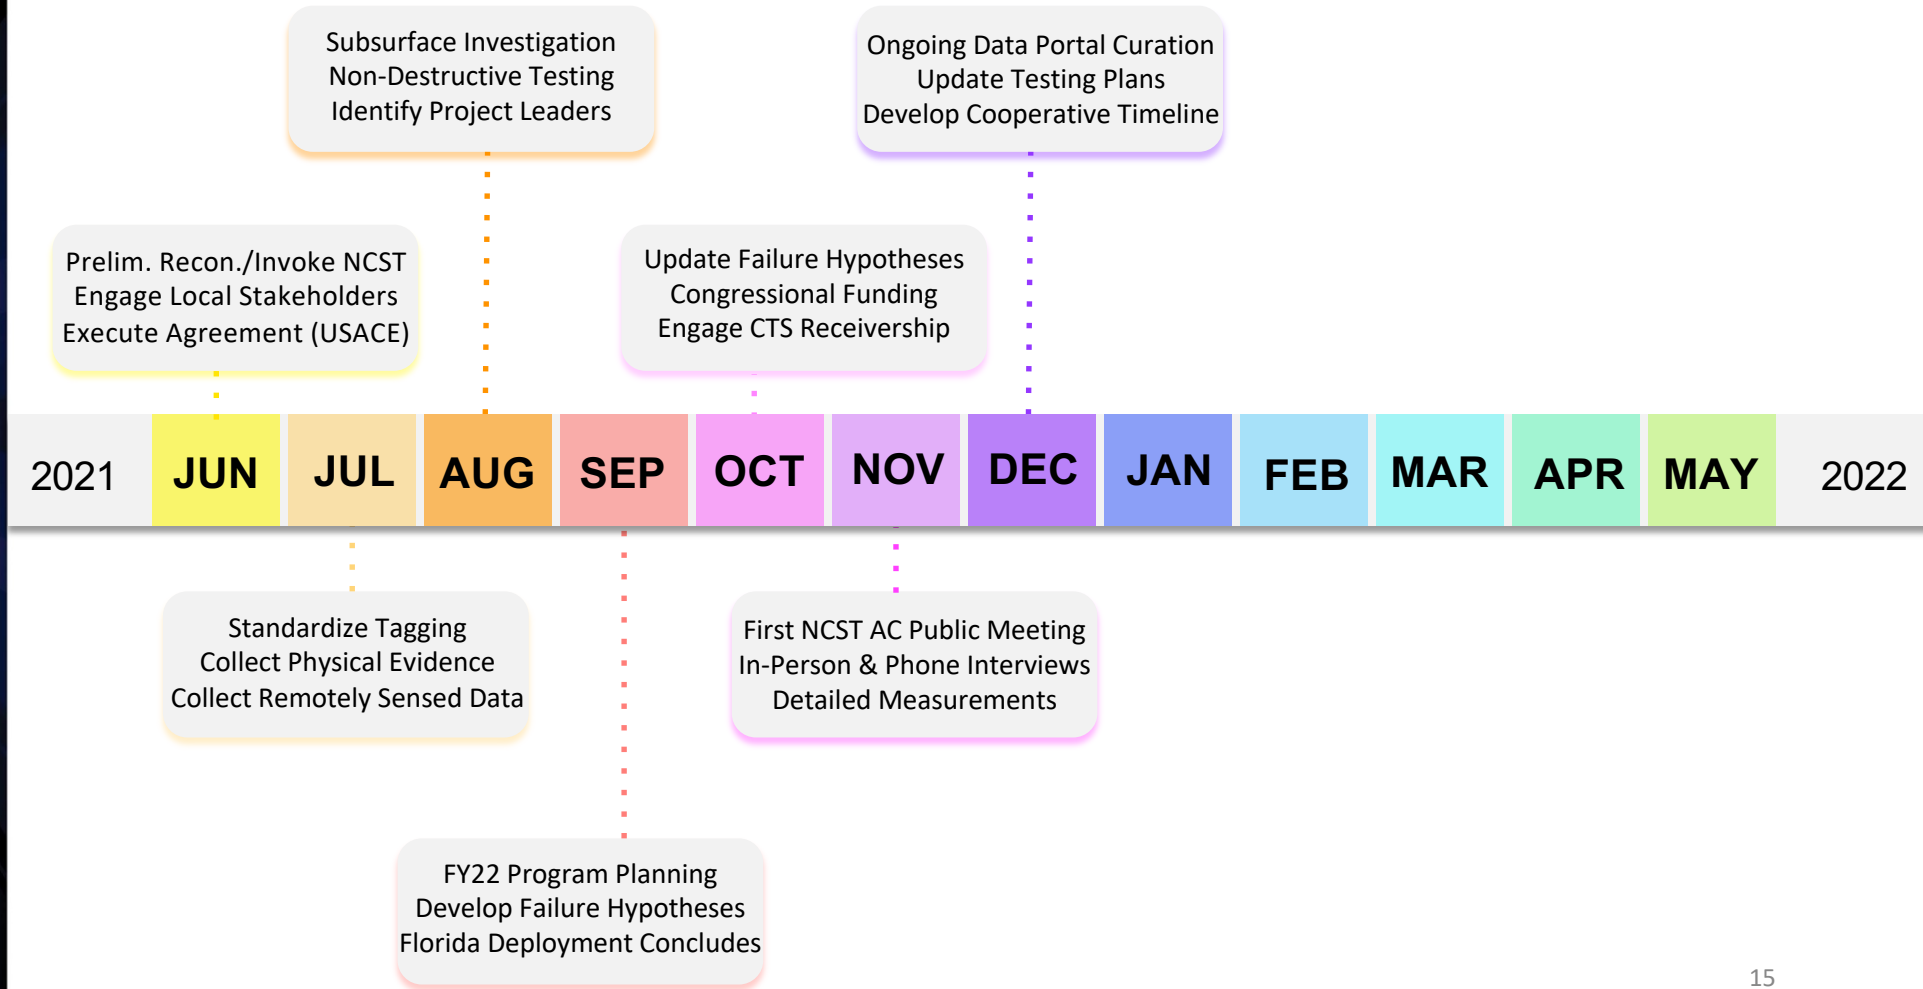 Subsurface Investigation
Non-Destructive Testing
Identify Project Leaders
Ongoing Data Portal Curation
Update Testing Plans
Develop Cooperative Timeline
Prelim. Recon./Invoke NCST
Engage Local Stakeholders
Execute Agreement (USACE)
Update Failure Hypotheses
Congressional Funding
Engage CTS Receivership
2021 JUN JUL AUG SEP OCT NOV DEC JAN FEB MAR APR MAY 2022
Standardize Tagging
Collect Physical Evidence
Collect Remotely Sensed Data
First NCST AC Public Meeting
In-Person & Phone Interviews
Detailed Measurements
FY22 Program Planning
Develop Failure Hypotheses
Florida Deployment Concludes
15